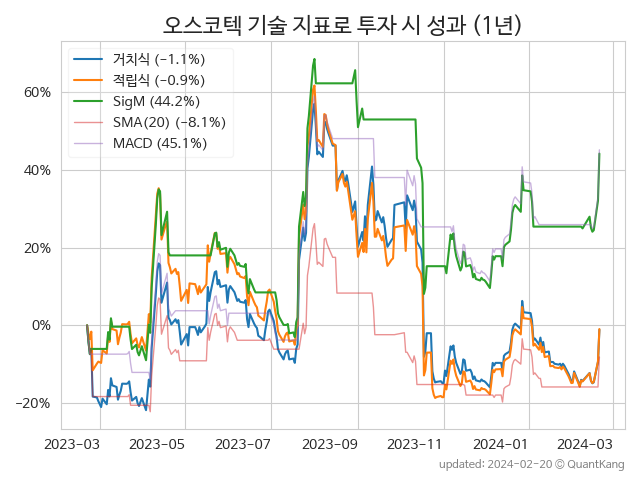 오스코텍 기술 지표로 투자 시 성과 (1년)
거치식 (−1.1%)
적립식 (−0.9%)
SigM (44.2%)
SMA(20) (−8.1%)
MACD (45.1%)
60%
40%
20%
0%
−20%
2023-03 2023-05 2023-07 2023-09 2023-11 2024-01 2024-03
updated: 2024-02-20 © QuantKang